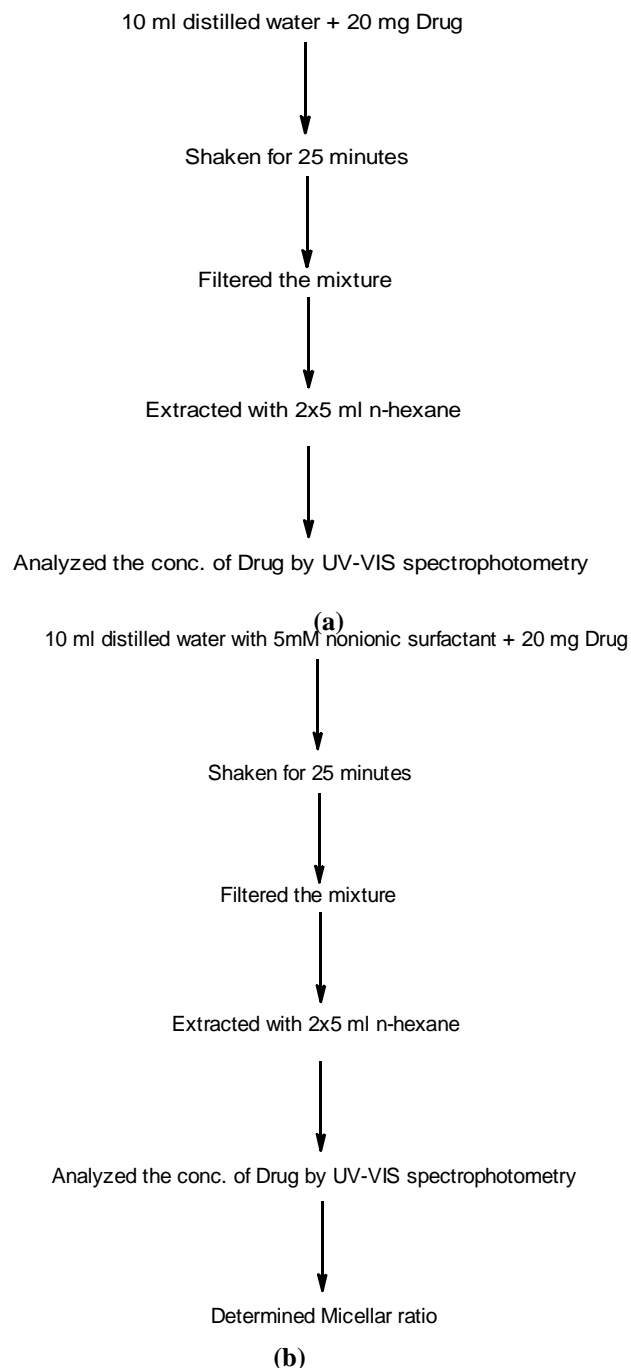 10 ml distilled water + 20 mg Drug
Shaken for 25 minutes
Filtered the mixture
Extracted with 2x5 ml n-hexane
Analyzed the conc. of Drug by UV-VIS spectrophotometry
(a)
10 ml distilled water with 5mM nonionic surfactant + 20 mg Drug
Shaken for 25 minutes
Filtered the mixture
Extracted with 2x5 ml n-hexane
Analyzed the conc. of Drug by UV-VIS spectrophotometry
Determined Micellar ratio
(b)